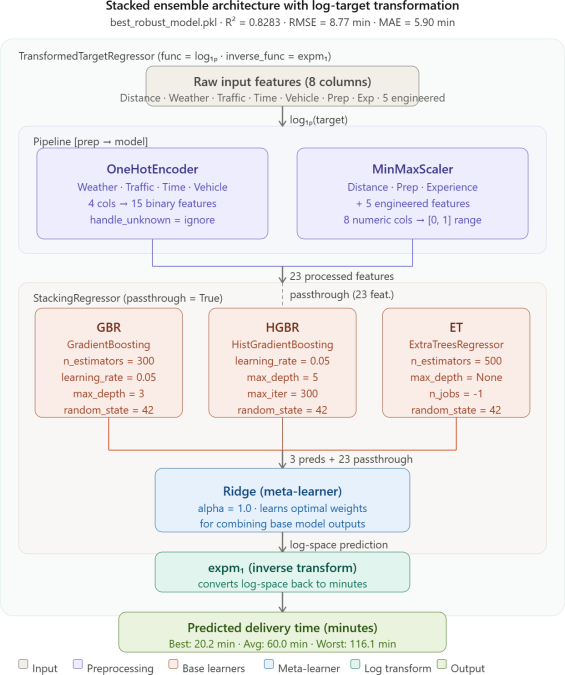 Stacked ensemble architecture with log-target transformation
best_robust_model.pkl · R² = 0.8283 · RMSE = 8.77 min · MAE = 5.90 min
TransformedTargetRegressor (func = log₁ₚ · inverse_func = expm₁)
Raw input features (8 columns)
Distance · Weather · Traffic · Time · Vehicle · Prep · Exp · 5 engineered
log₁ₚ(target)
Pipeline [prep → model]
OneHotEncoder
Weather · Traffic · Time · Vehicle
4 cols → 15 binary features
handle_unknown = ignore
MinMaxScaler
Distance · Prep · Experience
+ 5 engineered features
8 numeric cols → [0, 1] range
23 processed features
passthrough (23 feat.)
StackingRegressor (passthrough = True)
GBR
GradientBoosting
n_estimators = 300
learning_rate = 0.05
max_depth = 3
random_state = 42
HGBR
HistGradientBoosting
learning_rate = 0.05
max_depth = 5
max_iter = 300
random_state = 42
ET
ExtraTreesRegressor
n_estimators = 500
max_depth = None
n_jobs = -1
random_state = 42
3 preds + 23 passthrough
Ridge (meta-learner)
alpha = 1.0 · learns optimal weights
for combining base model outputs
log-space prediction
expm₁ (inverse transform)
converts log-space back to minutes
Predicted delivery time (minutes)
Best: 20.2 min · Avg: 60.0 min · Worst: 116.1 min
Input Preprocessing Base learners Meta-learner Log transform Output